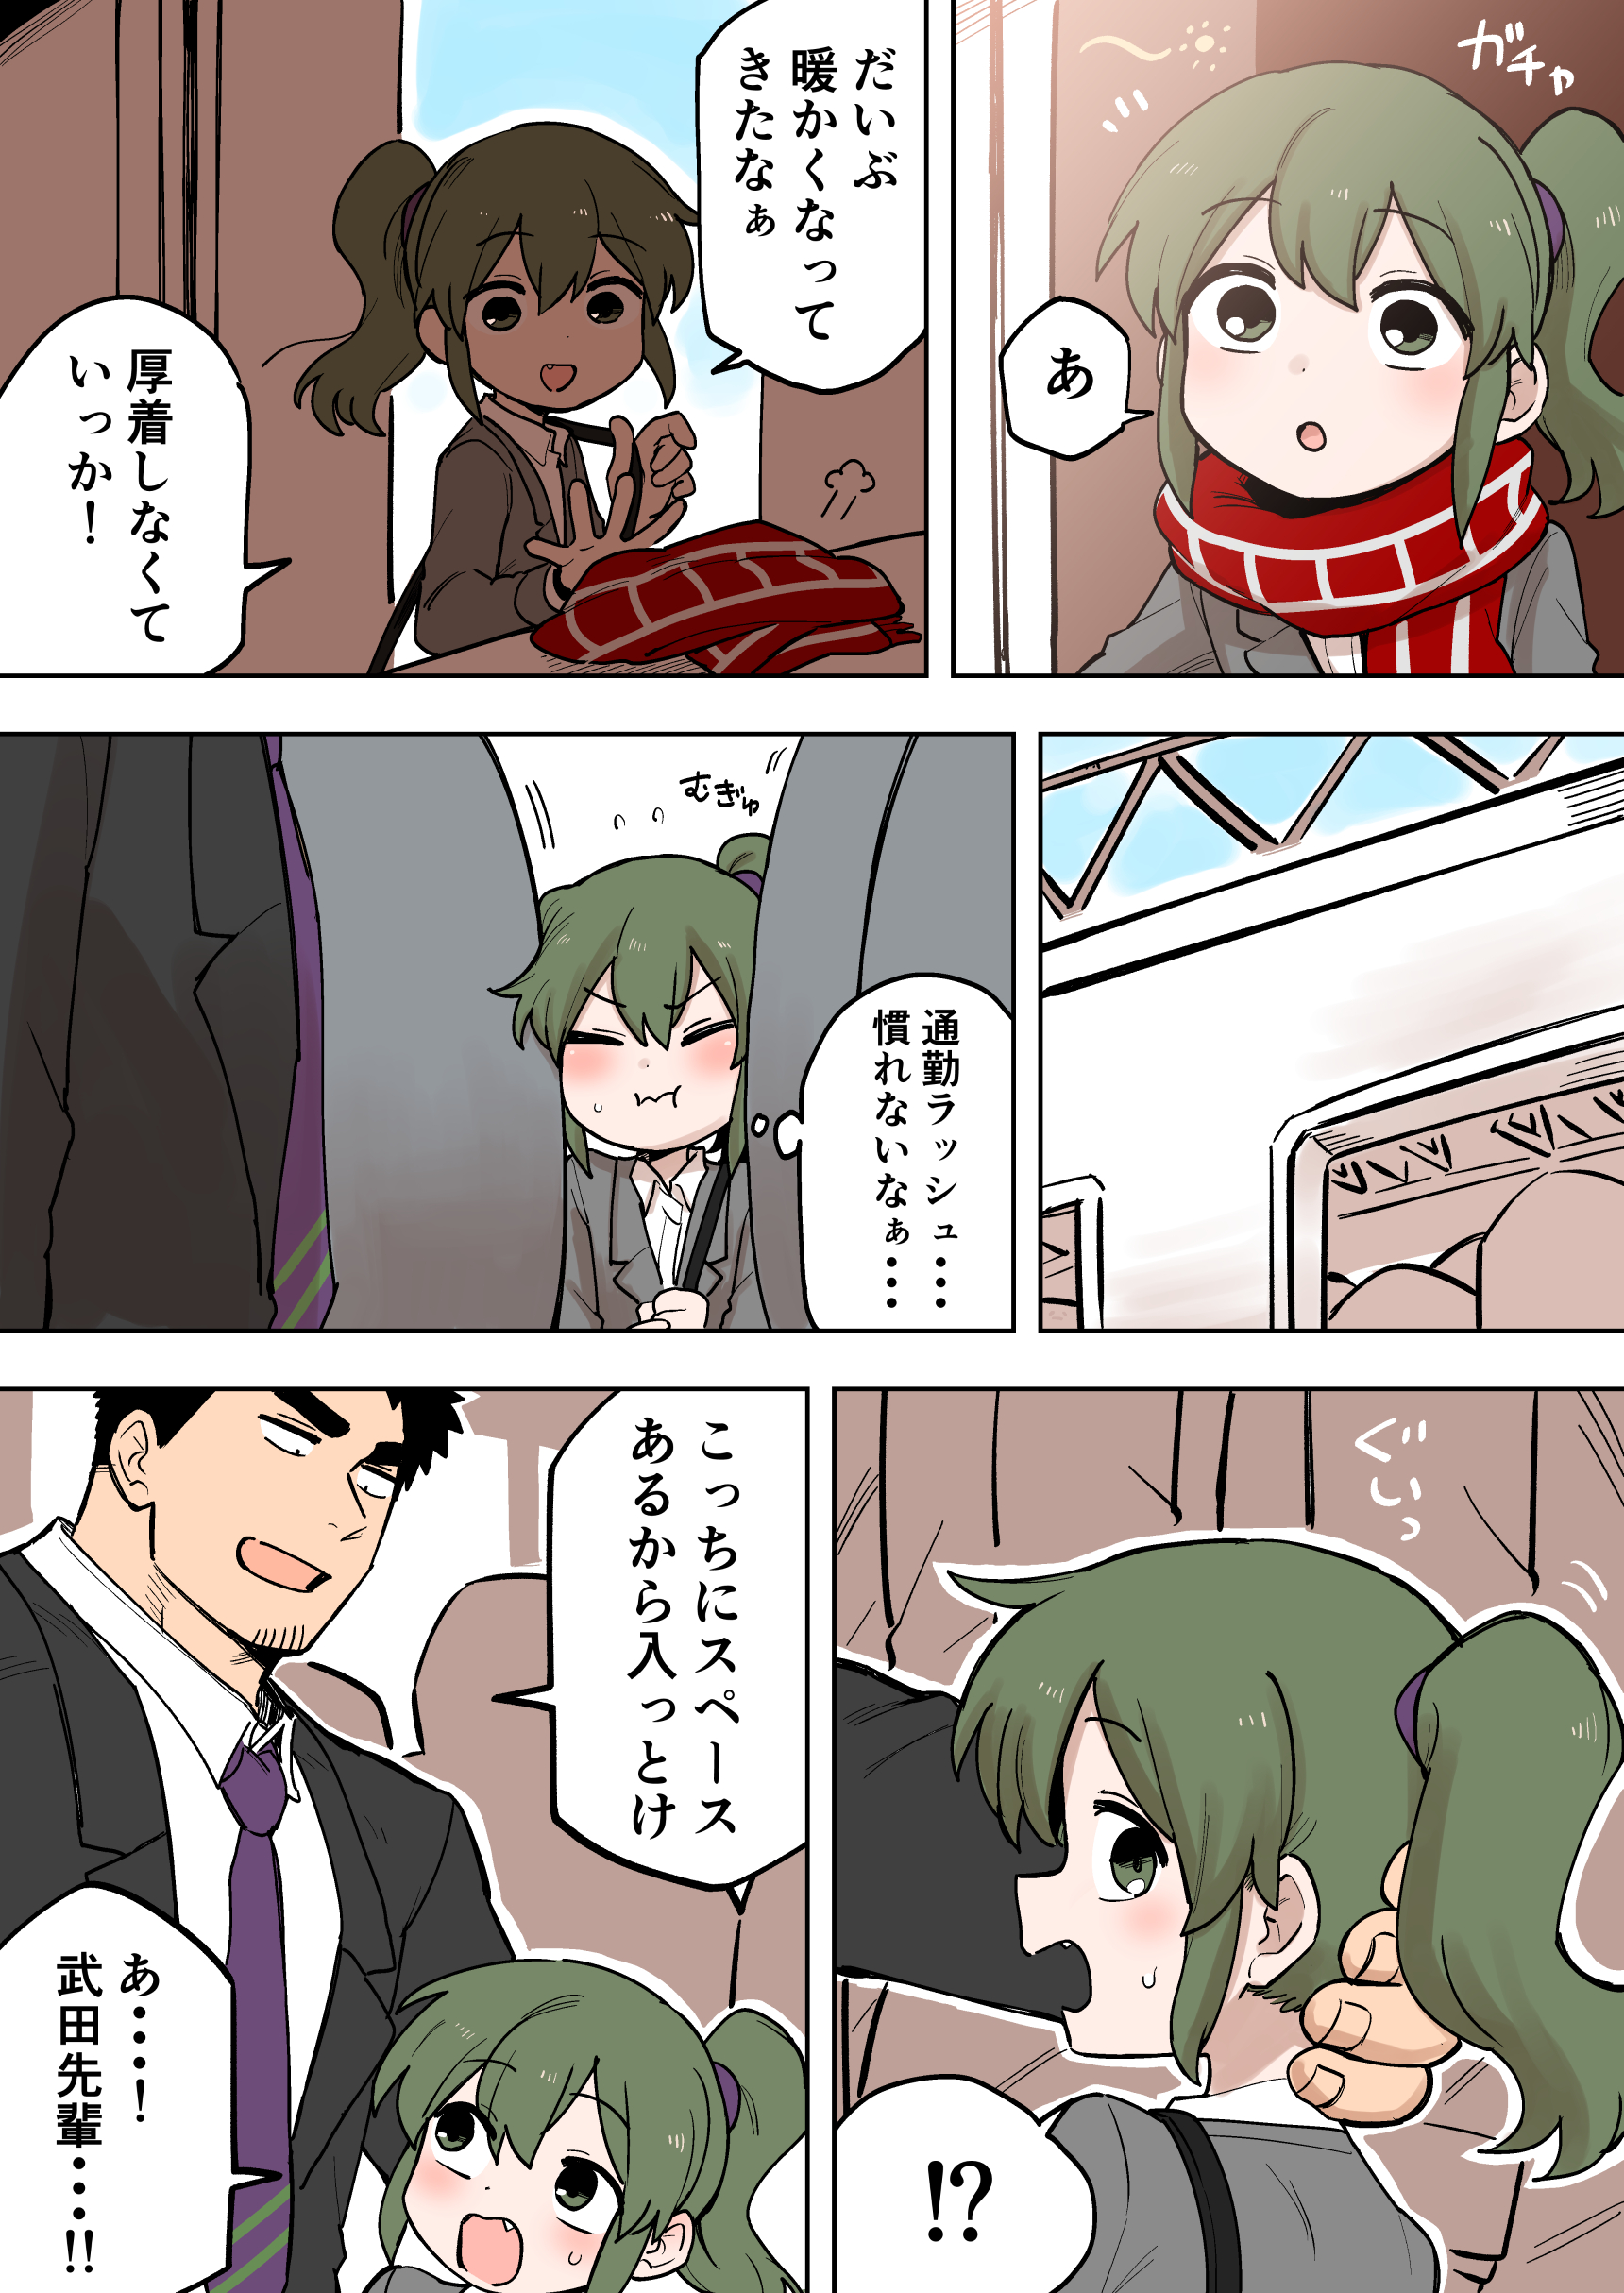 ガチャ
あ
だいぶ
暖かくなって
きたなぁ
厚着しなくて
いっか！
通勤ラッシュ・・・
慣れないなぁ・・・
むぎゅ
ぐいっ
⁉
こっちにスペース
あるから入っとけ
あ・・・・！
武田先輩・・・‼